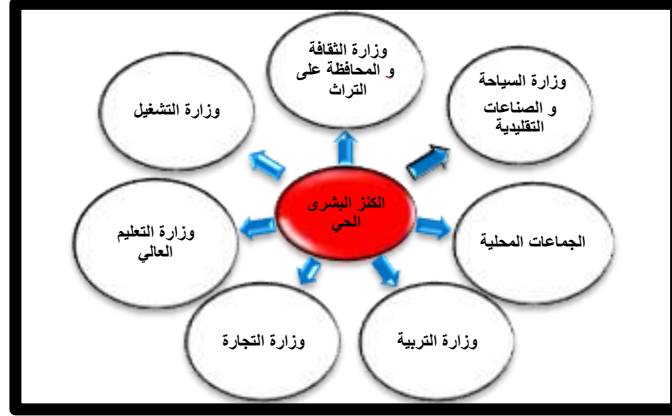 وزارة الثقافة
و المحافظة على
التراث
وزارة السياحة
و الصناعات
التقليدية
وزارة التشغيل
الكنز البشرى
الحي
الجماعات المحلية
وزارة التعليم
العالي
وزارة التربية
وزارة التجارة